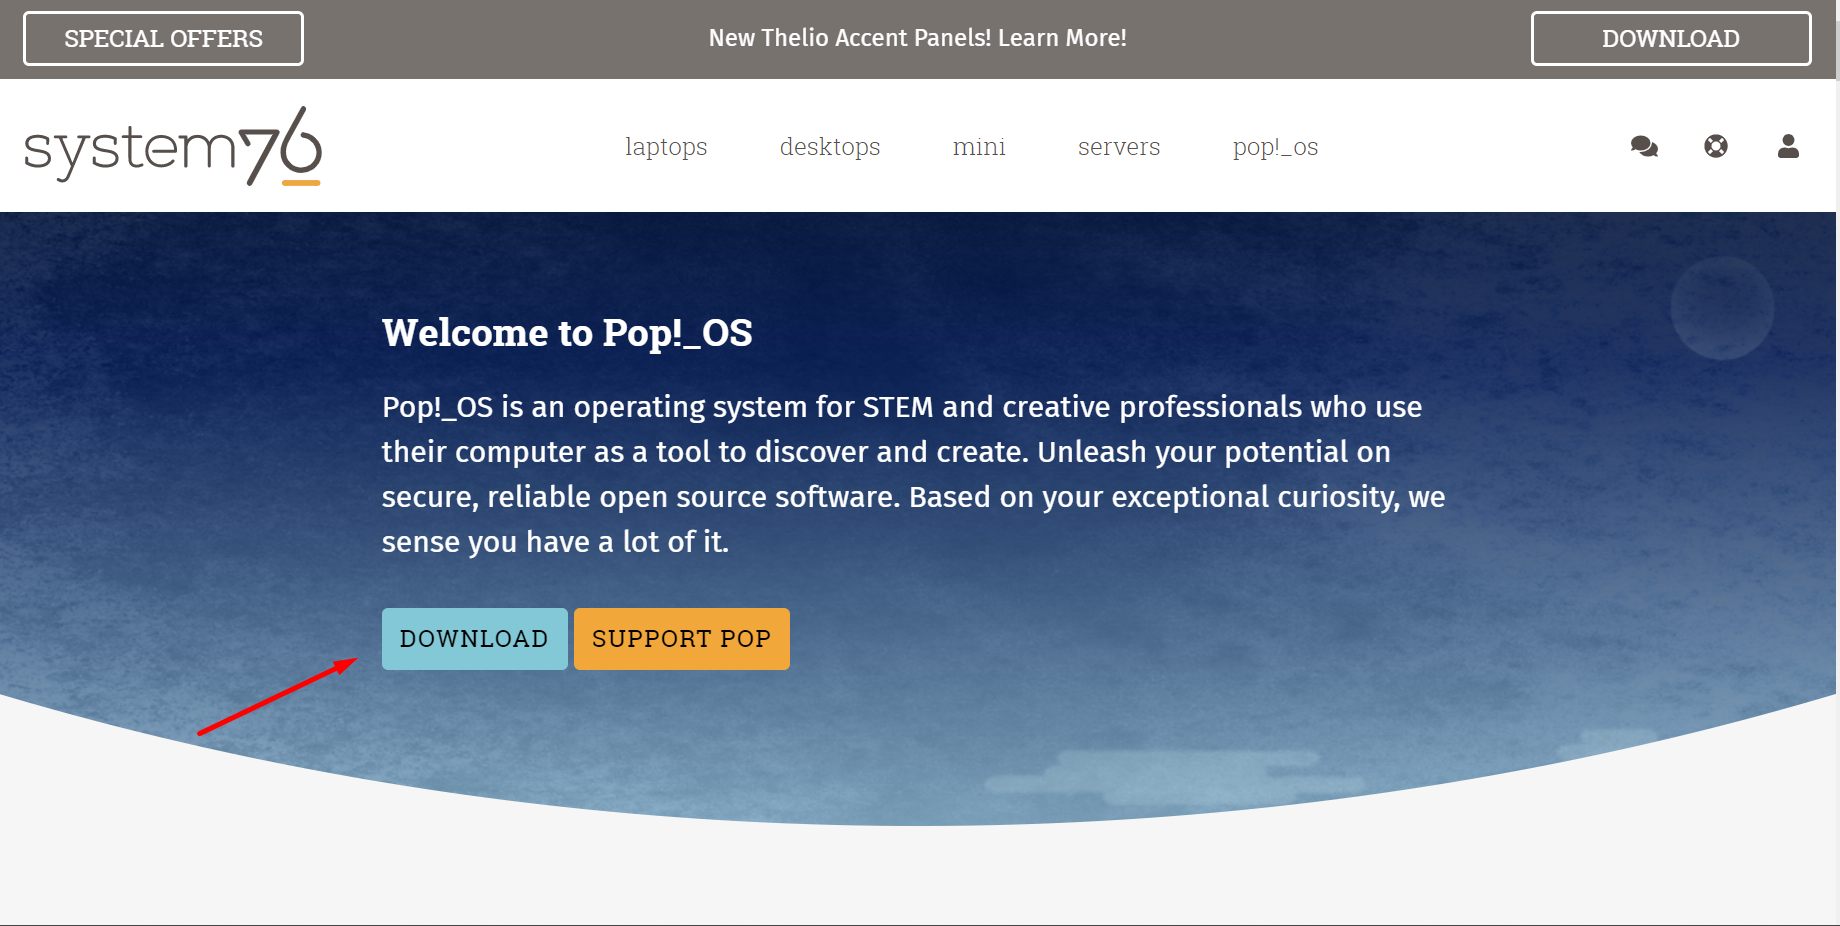 SPECIAL OFFERS
New Thelio Accent Panels! Learn More!
DOWNLOAD
system76
laptops
desktops
mini
servers
pop!_os
Welcome to Pop!_OS
Pop!_OS is an operating system for STEM and creative professionals who use
their computer as a tool to discover and create. Unleash your potential on
secure, reliable open source software. Based on your exceptional curiosity, we
sense you have a lot of it.
DOWNLOAD
SUPPORT POP